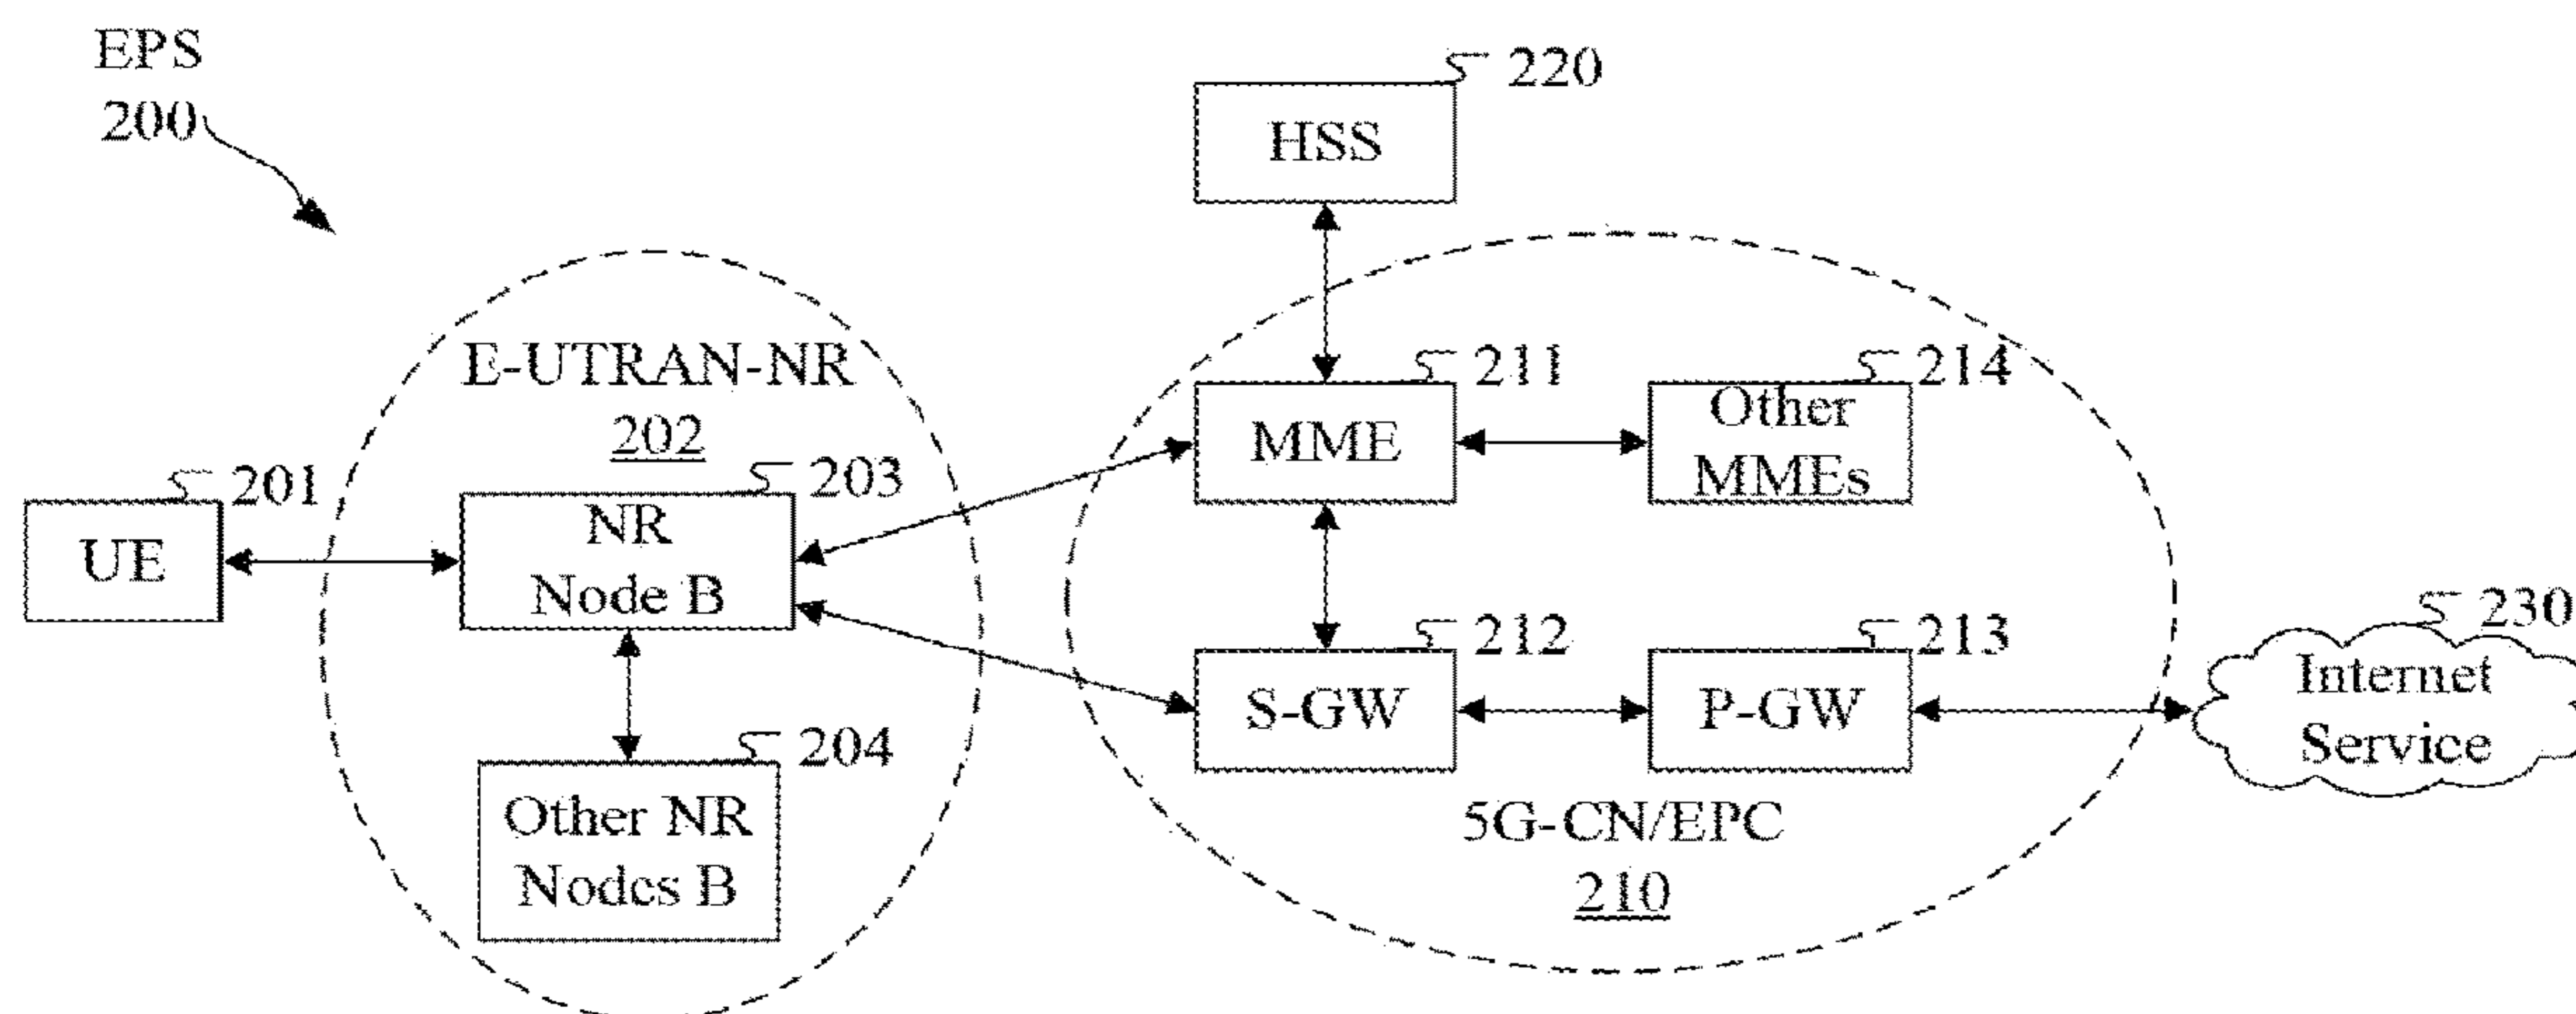 EPS
200
220
HSS
E-UTRAN-NR
202
211
MME
214
Other
MMEs
201
UE
203
NR
Node B
204
Other NR
Nodes B
212
S-GW
213
P-GW
230
Internet
Service
5G-CN/EPC
210